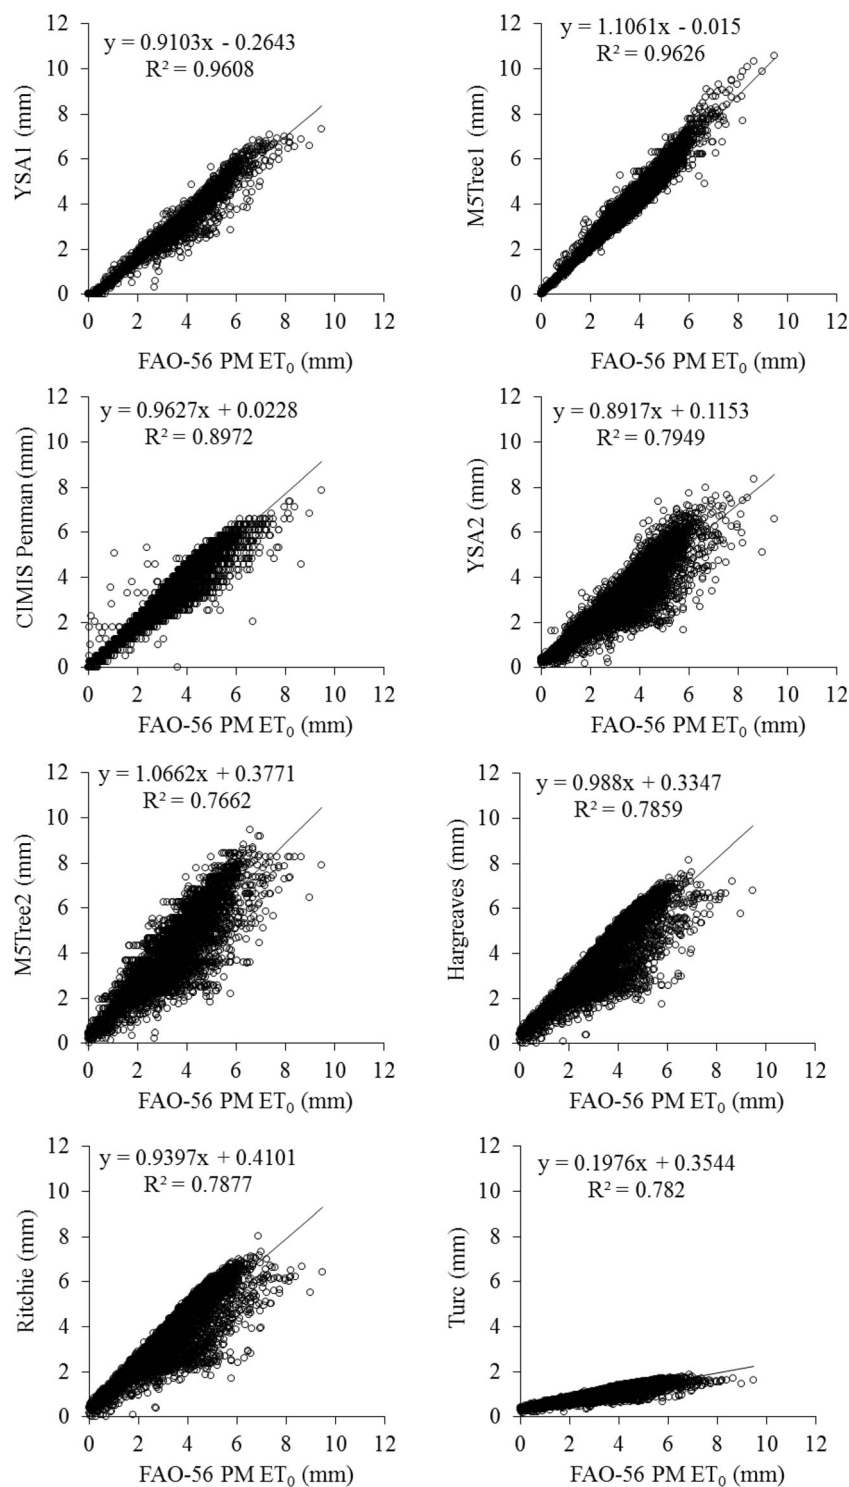 12
10
8
6
4
2
0
YSA1 (mm)
y = 0.9103x - 0.2643
R² = 0.9608
0 2 4 6 8 10 12
FAO-56 PM ET₀ (mm)
12
10
8
6
4
2
0
M5Tree1 (mm)
y = 1.1061x - 0.015
R² = 0.9626
0 2 4 6 8 10 12
FAO-56 PM ET₀ (mm)
12
10
8
6
4
2
0
CIMIS Penman (mm)
y = 0.9627x + 0.0228
R² = 0.8972
0 2 4 6 8 10 12
FAO-56 PM ET₀ (mm)
12
10
8
6
4
2
0
YSA2 (mm)
y = 0.8917x + 0.1153
R² = 0.7949
0 2 4 6 8 10 12
FAO-56 PM ET₀ (mm)
12
10
8
6
4
2
0
M5Tree2 (mm)
y = 1.0662x + 0.3771
R² = 0.7662
0 2 4 6 8 10 12
FAO-56 PM ET₀ (mm)
12
10
8
6
4
2
0
Hargreaves (mm)
y = 0.988x + 0.3347
R² = 0.7859
0 2 4 6 8 10 12
FAO-56 PM ET₀ (mm)
12
10
8
6
4
2
0
Ritchie (mm)
y = 0.9397x + 0.4101
R² = 0.7877
0 2 4 6 8 10 12
FAO-56 PM ET₀ (mm)
12
10
8
6
4
2
0
Turc (mm)
y = 0.1976x + 0.3544
R² = 0.782
0 2 4 6 8 10 12
FAO-56 PM ET₀ (mm)